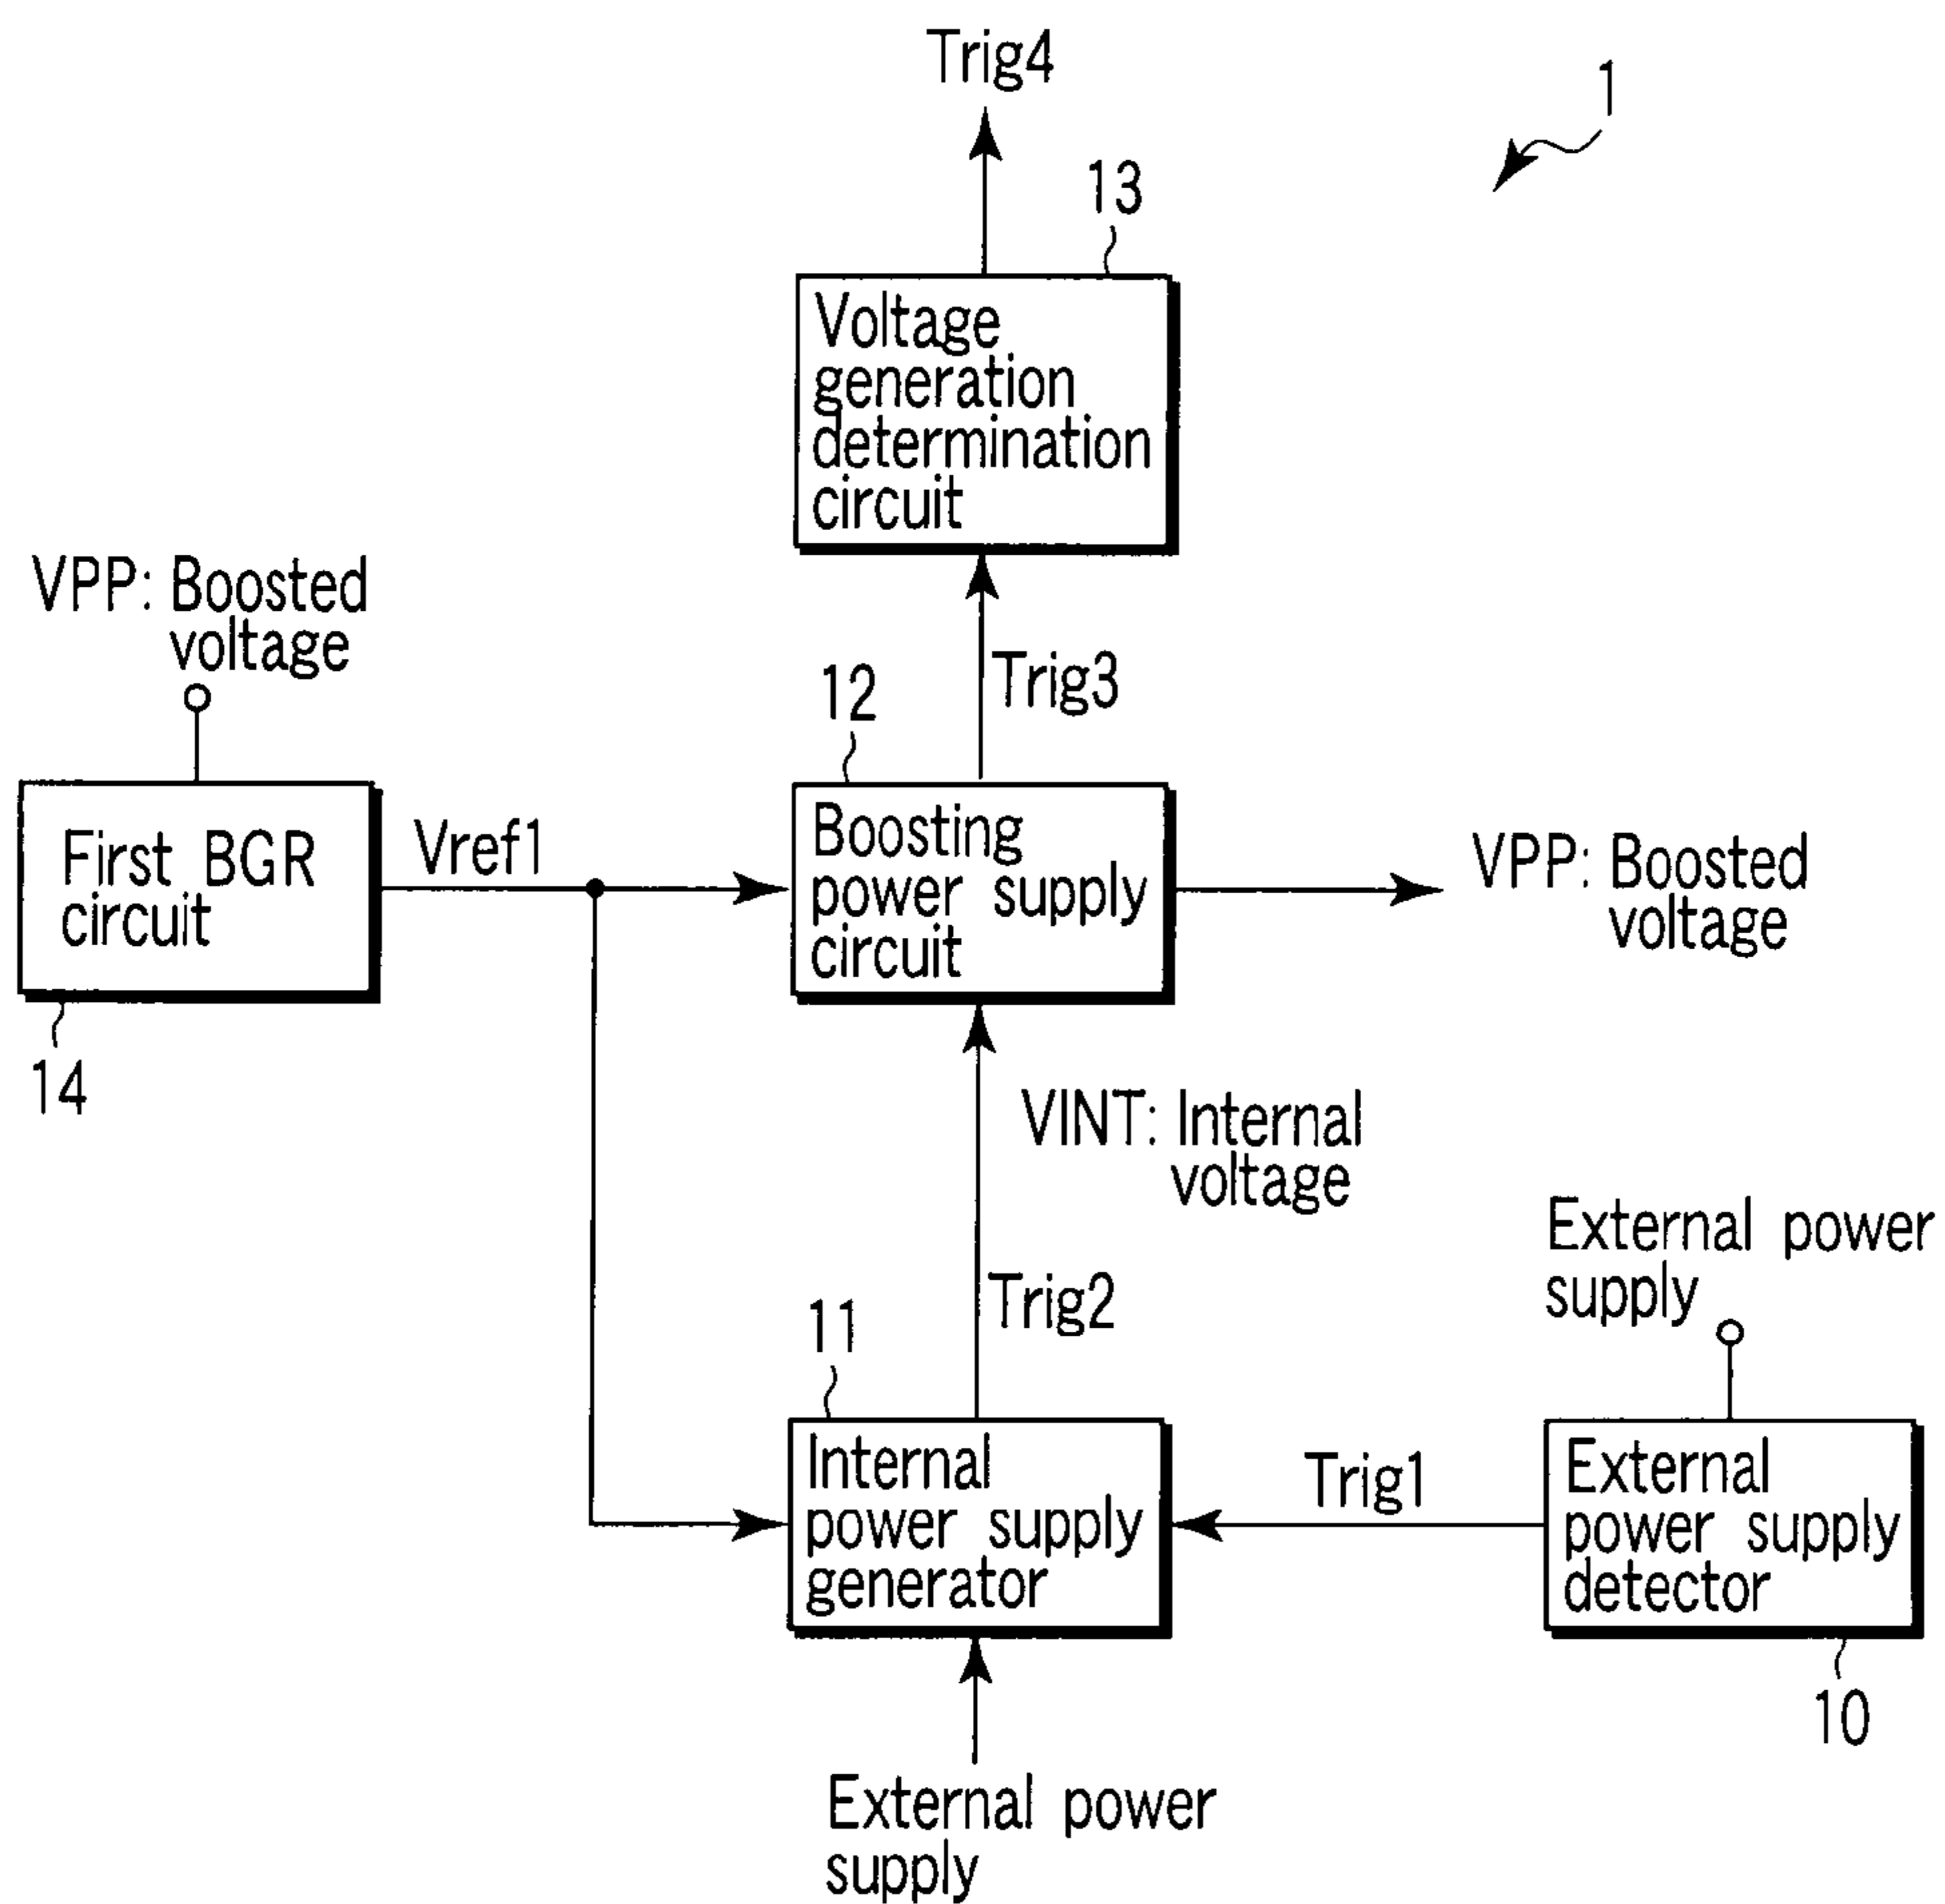 Trig4
1
13
Voltage
generation
determination
circuit
VPP: Boosted
voltage
12
Trig3
First BGR
circuit
Vref1
Boosting
power supply
circuit
VPP: Boosted
voltage
14
VINT: Internal
voltage
External power
supply
Trig2
11
Internal
power supply
generator
Trig1
External
power supply
detector
10
External power
supply